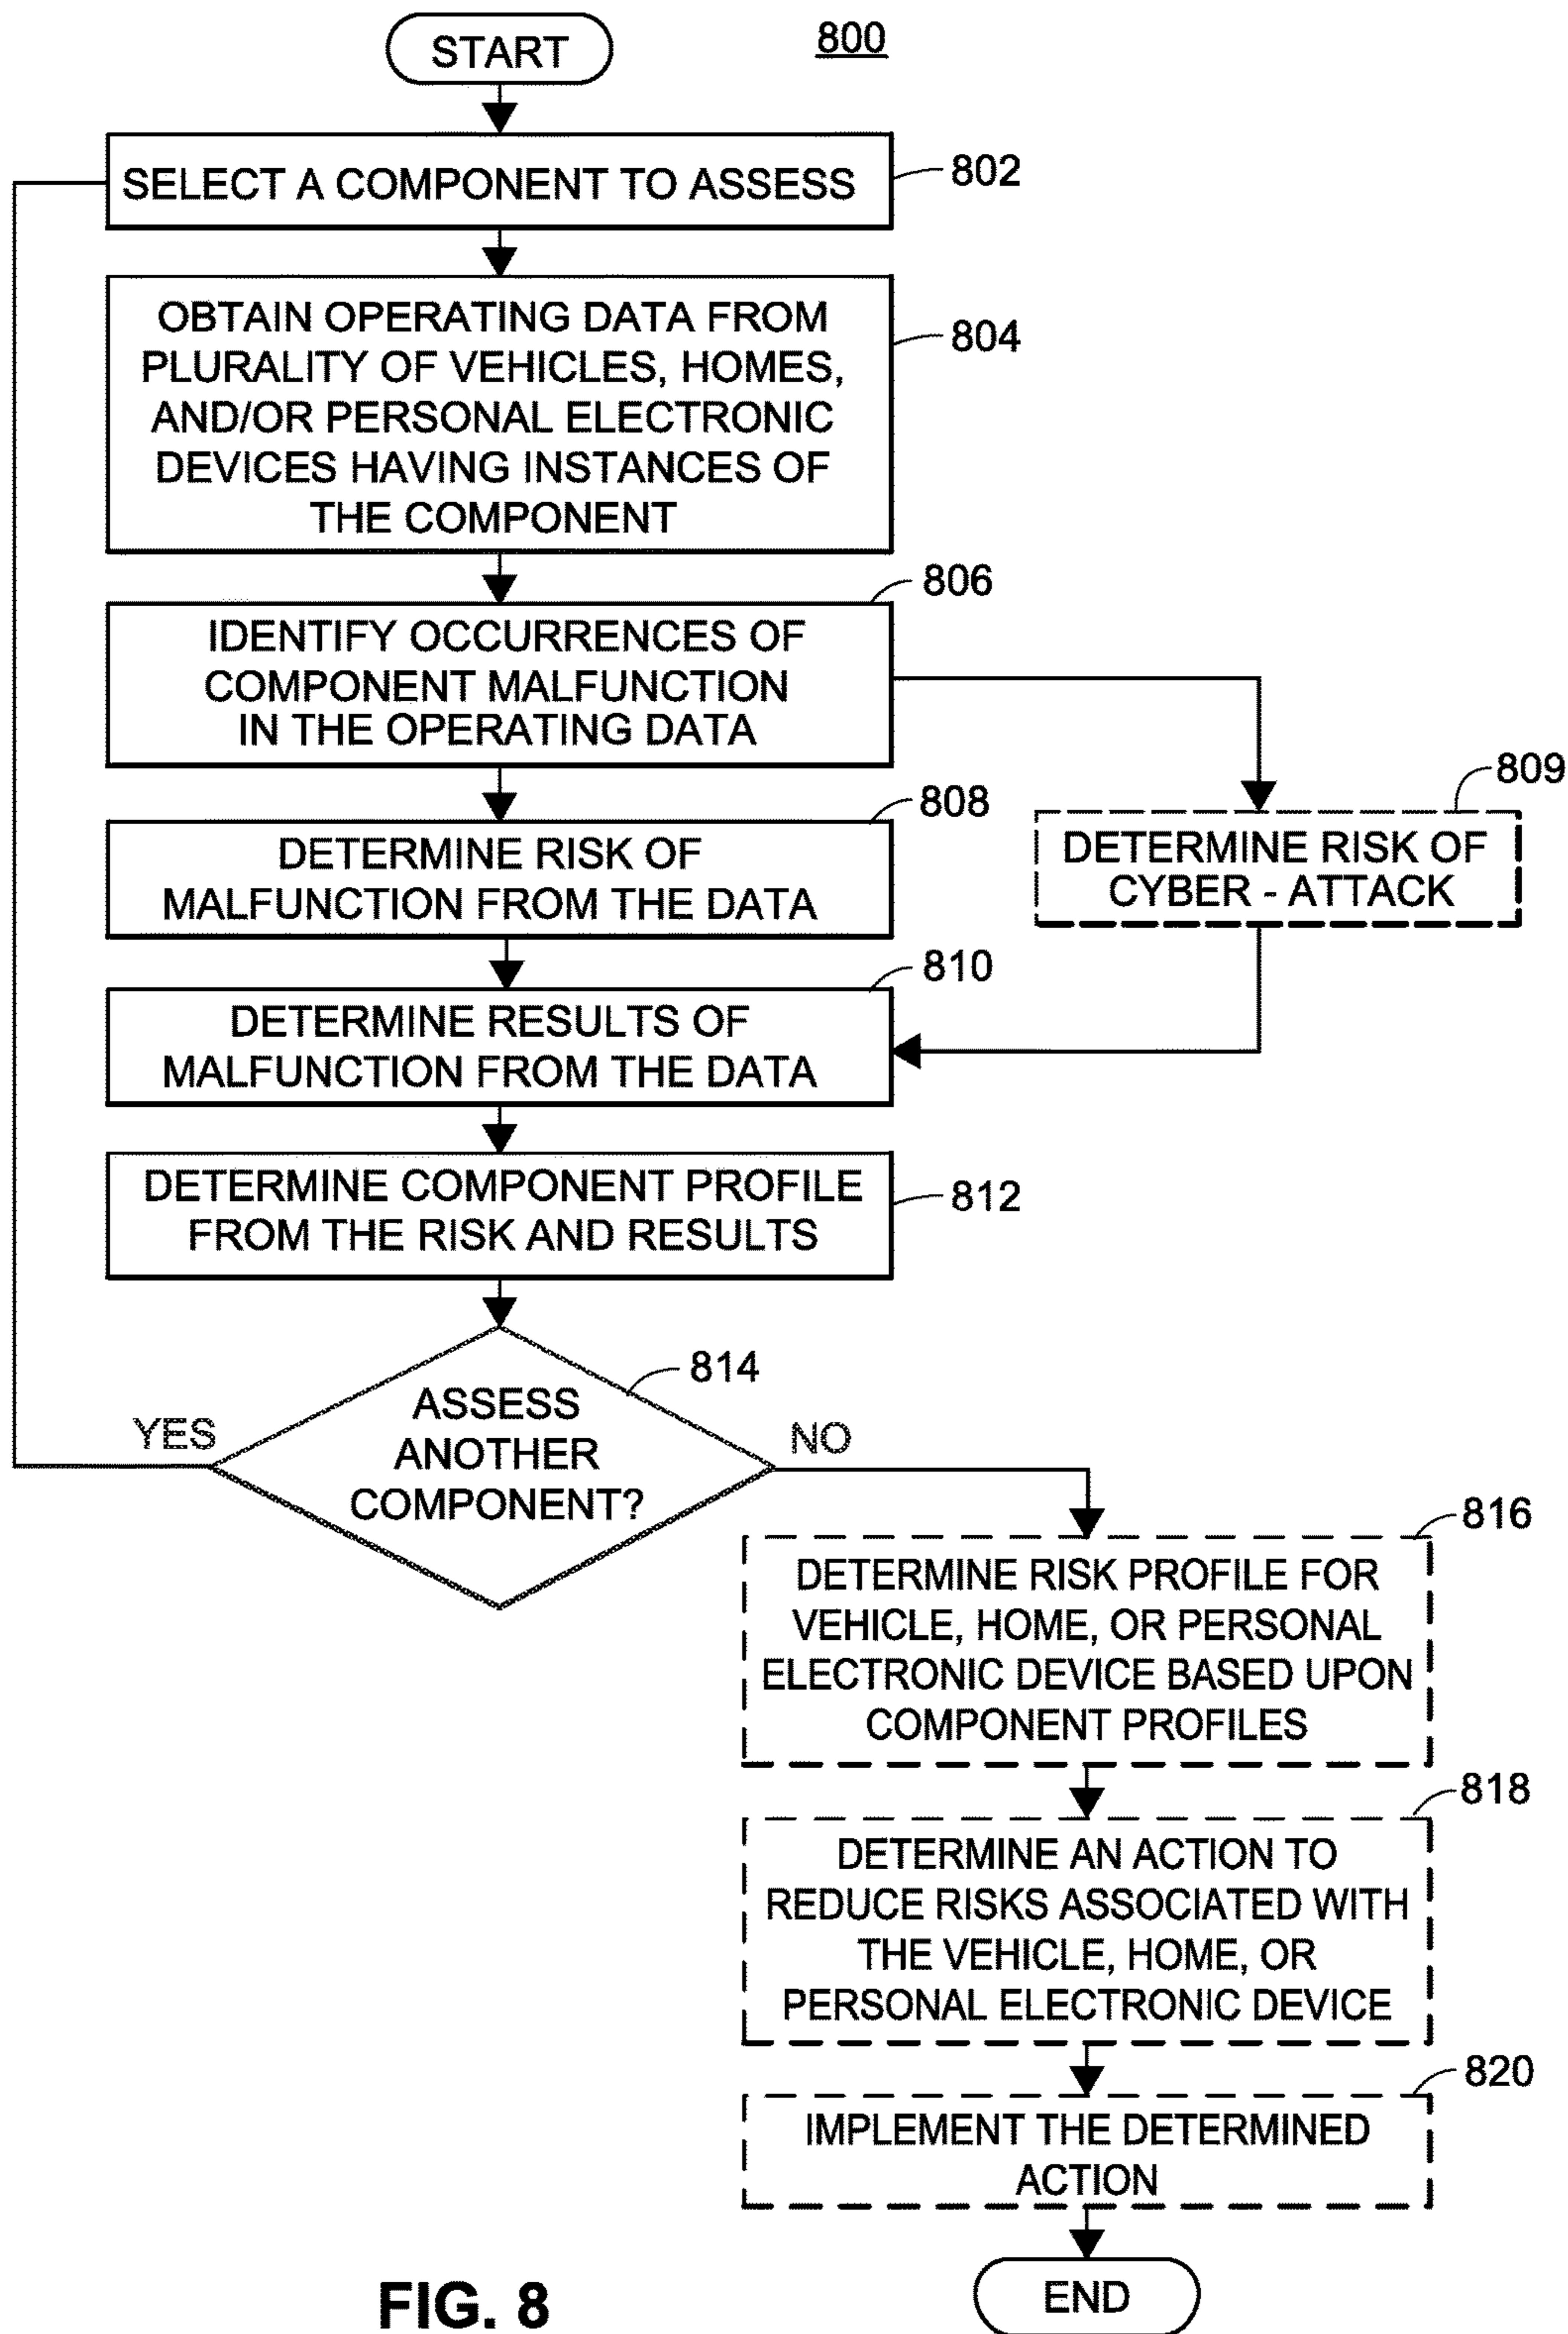 START
800
SELECT A COMPONENT TO ASSESS
802
OBTAIN OPERATING DATA FROM
PLURALITY OF VEHICLES, HOMES,
AND/OR PERSONAL ELECTRONIC
DEVICES HAVING INSTANCES OF
THE COMPONENT
804
IDENTIFY OCCURRENCES OF
COMPONENT MALFUNCTION
IN THE OPERATING DATA
806
DETERMINE RISK OF
MALFUNCTION FROM THE DATA
808
DETERMINE RISK OF
CYBER - ATTACK
809
DETERMINE RESULTS OF
MALFUNCTION FROM THE DATA
810
DETERMINE COMPONENT PROFILE
FROM THE RISK AND RESULTS
812
ASSESS
ANOTHER
COMPONENT?
814
YES
NO
DETERMINE RISK PROFILE FOR
VEHICLE, HOME, OR PERSONAL
ELECTRONIC DEVICE BASED UPON
COMPONENT PROFILES
816
DETERMINE AN ACTION TO
REDUCE RISKS ASSOCIATED WITH
THE VEHICLE, HOME, OR
PERSONAL ELECTRONIC DEVICE
818
IMPLEMENT THE DETERMINED
ACTION
820
END
FIG. 8